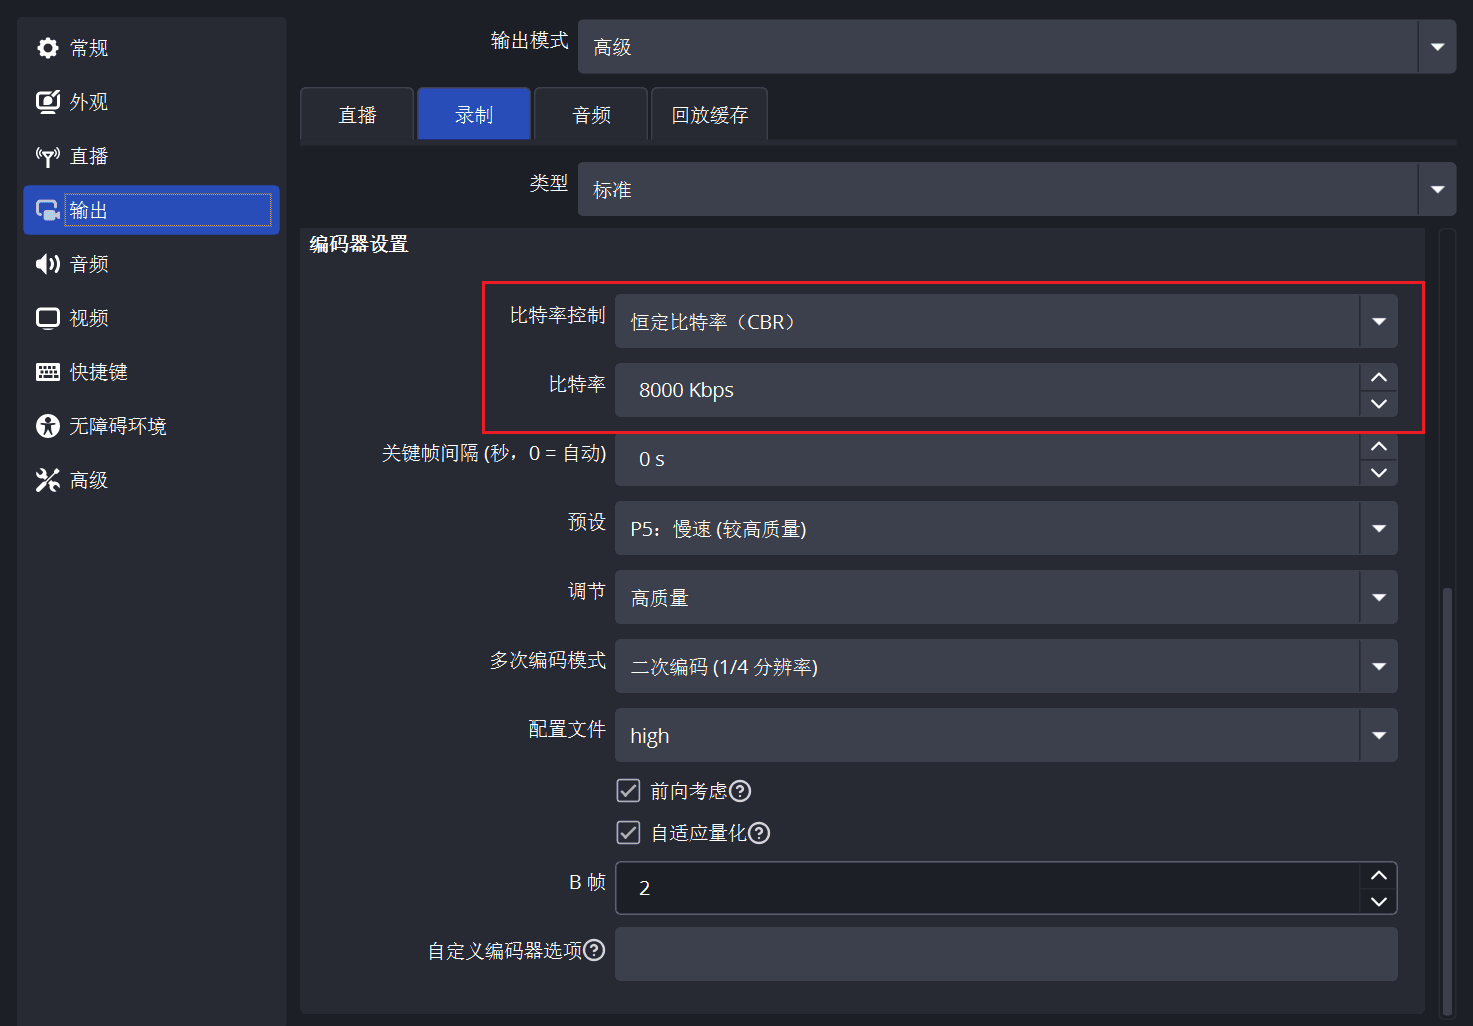 常规
外观
直播
输出
音频
视频
快捷键
无障碍环境
高级
输出模式 高级
直播 录制 音频 回放缓存
类型 标准
编码器设置
比特率控制 恒定比特率（CBR）
比特率 8000 Kbps
关键帧间隔 (秒，0 = 自动) 0 s
预设 P5：慢速 (较高质量)
调节 高质量
多次编码模式 二次编码 (1/4 分辨率)
配置文件 high
前向考虑?
自适应量化?
B 帧 2
自定义编码器选项?